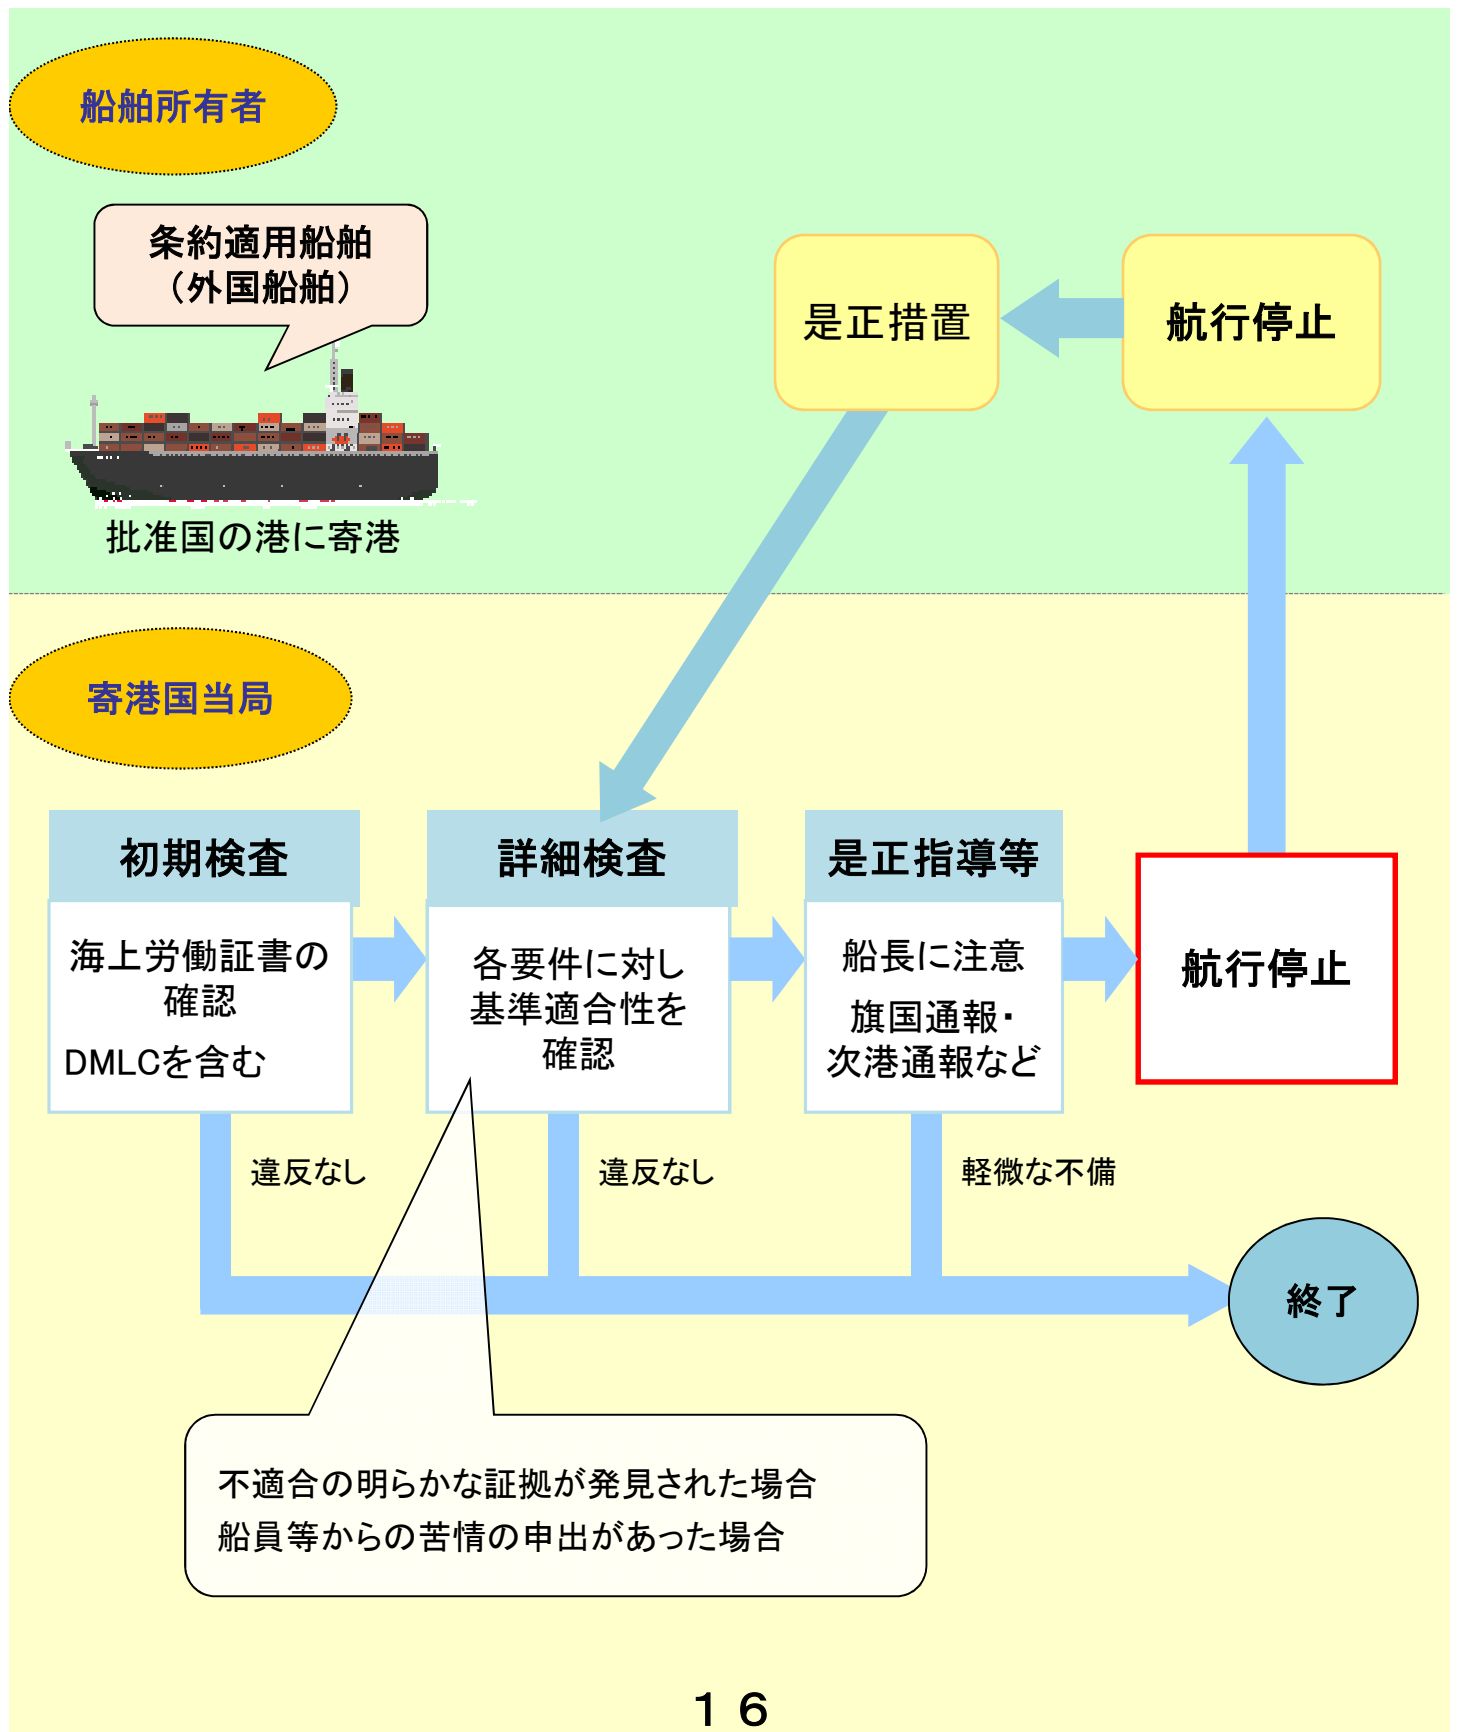 船舶所有者
条約適用船舶
（外国船舶）
批准国の港に寄港
是正措置
航行停止
寄港国当局
初期検査
海上労働証書の
確認
DMLCを含む
詳細検査
各要件に対し
基準適合性を
確認
是正指導等
船長に注意
旗国通報・
次港通報など
航行停止
違反なし
違反なし
軽微な不備
終了
不適合の明らかな証拠が発見された場合
船員等からの苦情の申出があった場合
１６